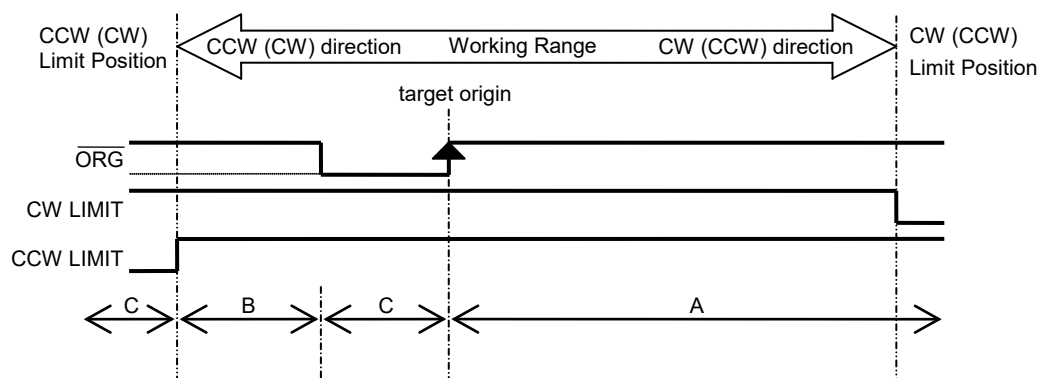 CCW (CW)
Limit Position
CCW (CW) direction
Working Range
CW (CCW) direction
CW (CCW)
Limit Position
target origin
ORG
CW LIMIT
CCW LIMIT
C
B
C
A